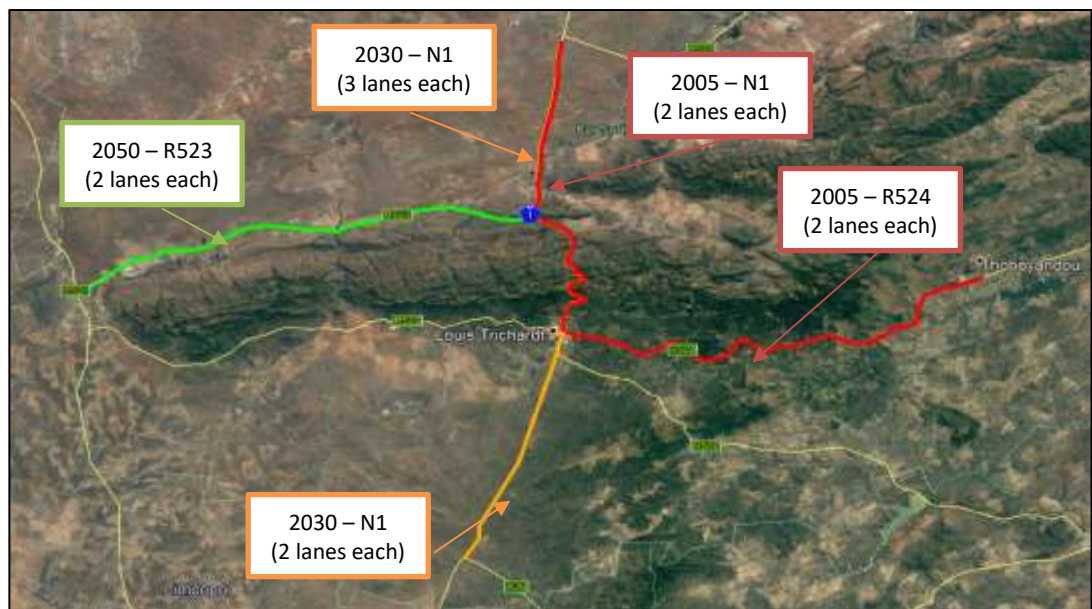 2030 – N1
(3 lanes each)
2005 – N1
(2 lanes each)
2050 – R523
(2 lanes each)
2005 – R524
(2 lanes each)
Thohoyandou
Louis Trichardt
2030 – N1
(2 lanes each)